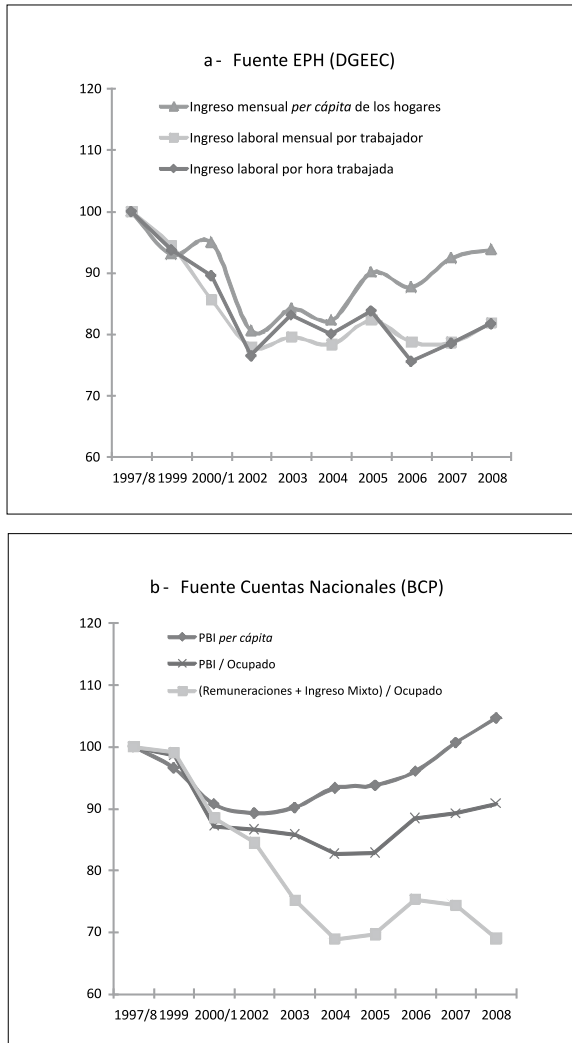 a - Fuente EPH (DGEEC)
120
Ingreso mensual per cápita de los hogares
Ingreso laboral mensual por trabajador
110
Ingreso laboral por hora trabajada
100
90
80
70
60
1997/8 1999 2000/1 2002 2003 2004 2005 2006 2007 2008
b - Fuente Cuentas Nacionales (BCP)
120
PBI per cápita
PBI / Ocupado
(Remuneraciones + Ingreso Mixto) / Ocupado
110
100
90
80
70
60
1997/8 1999 2000/1 2002 2003 2004 2005 2006 2007 2008